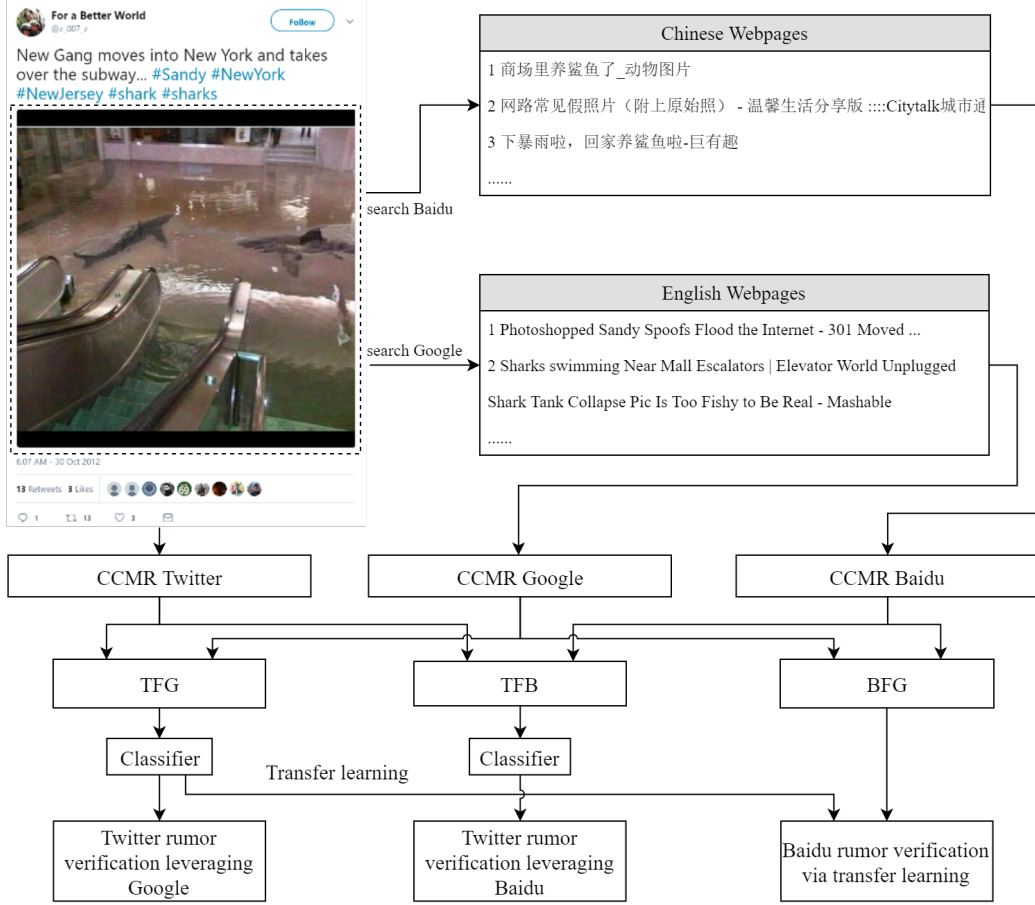 For a Better World
@z_007_z
Follow
New Gang moves into New York and takes
over the subway... #Sandy #NewYork
#NewJersey #shark #sharks
6:07 AM - 30 Oct 2012
13 Retweets 3 Likes
1 13 3
search Baidu
search Google
Chinese Webpages
1 商场里养鲨鱼了_动物图片
2 网路常见假照片（附上原始照）- 温馨生活分享版 ::::Citytalk城市通
3 下暴雨啦，回家养鲨鱼啦-巨有趣
......
English Webpages
1 Photoshopped Sandy Spoofs Flood the Internet - 301 Moved ...
2 Sharks swimming Near Mall Escalators | Elevator World Unplugged
Shark Tank Collapse Pic Is Too Fishy to Be Real - Mashable
......
CCMR Twitter
CCMR Google
CCMR Baidu
TFG
TFB
BFG
Classifier
Classifier
Transfer learning
Twitter rumor
verification leveraging
Google
Twitter rumor
verification leveraging
Baidu
Baidu rumor verification
via transfer learning